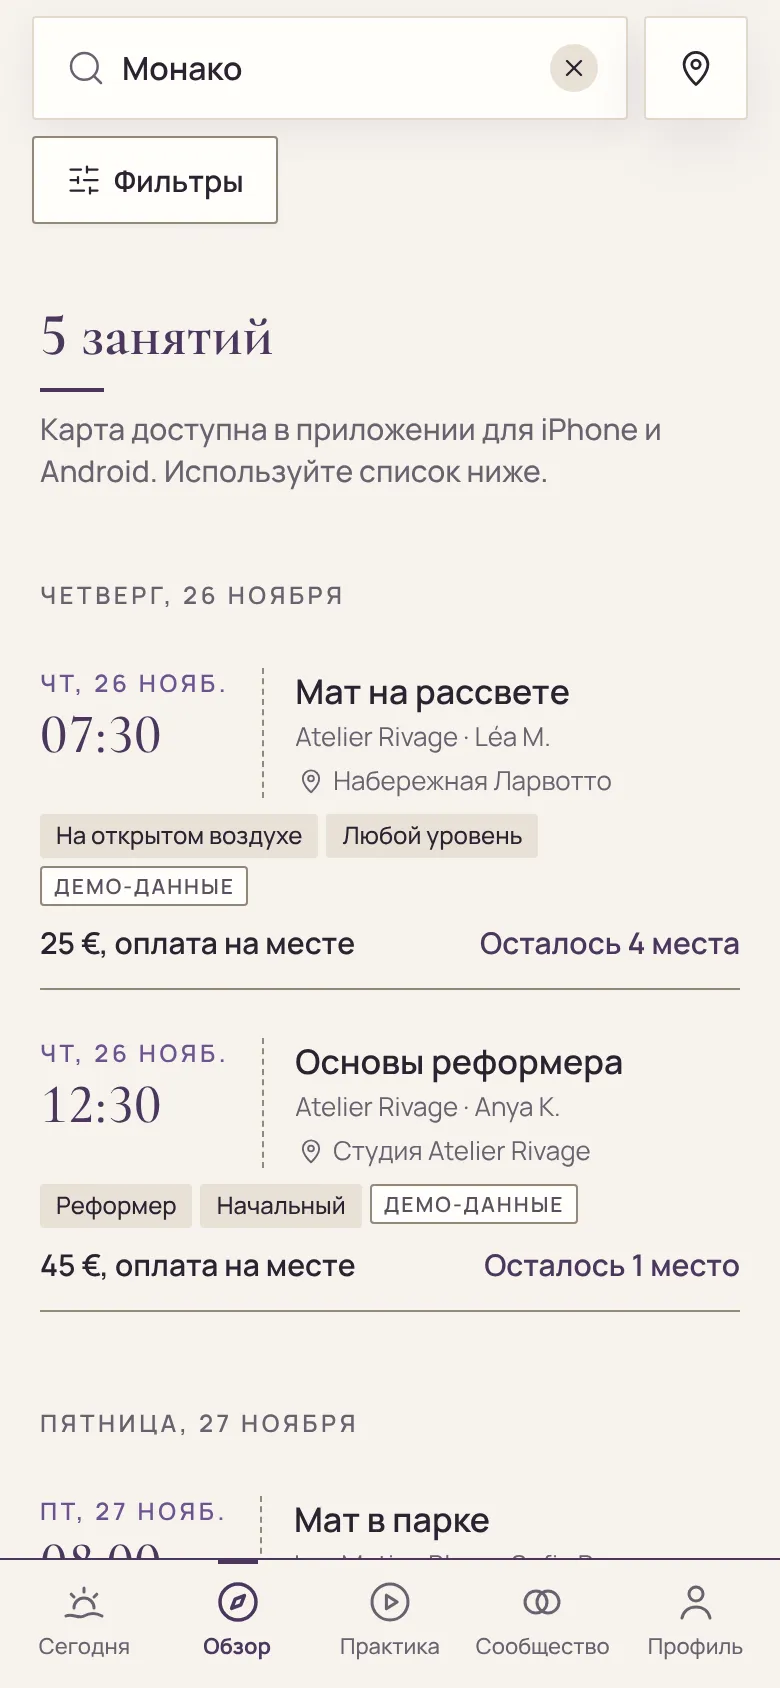 Монако
Фильтры
5 занятий
Карта доступна в приложении для iPhone и
Android. Используйте список ниже.
ЧЕТВЕРГ, 26 НОЯБРЯ
ЧТ, 26 НОЯБ.
07:30
Мат на рассвете
Atelier Rivage · Léa M.
Набережная Ларвотто
На открытом воздухе
Любой уровень
ДЕМО-ДАННЫЕ
25 €, оплата на месте
Осталось 4 места
ЧТ, 26 НОЯБ.
12:30
Основы реформера
Atelier Rivage · Anya K.
Студия Atelier Rivage
Реформер
Начальный
ДЕМО-ДАННЫЕ
45 €, оплата на месте
Осталось 1 место
ПЯТНИЦА, 27 НОЯБРЯ
ПТ, 27 НОЯБ.
Мат в парке
Сегодня
Обзор
Практика
Сообщество
Профиль